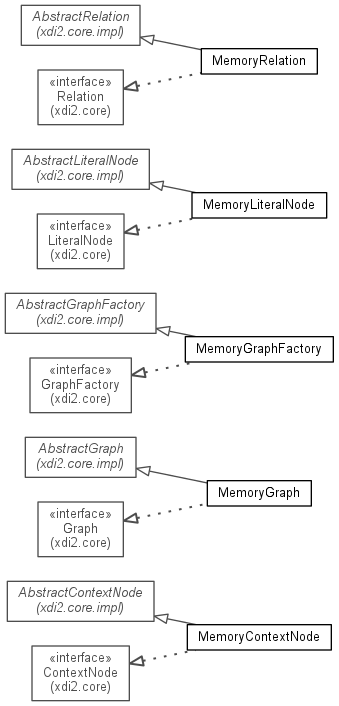 AbstractRelation
(xdi2.core.impl)
MemoryRelation
«interface»
Relation
(xdi2.core)
AbstractLiteralNode
(xdi2.core.impl)
MemoryLiteralNode
«interface»
LiteralNode
(xdi2.core)
AbstractGraphFactory
(xdi2.core.impl)
MemoryGraphFactory
«interface»
GraphFactory
(xdi2.core)
AbstractGraph
(xdi2.core.impl)
MemoryGraph
«interface»
Graph
(xdi2.core)
AbstractContextNode
(xdi2.core.impl)
MemoryContextNode
«interface»
ContextNode
(xdi2.core)